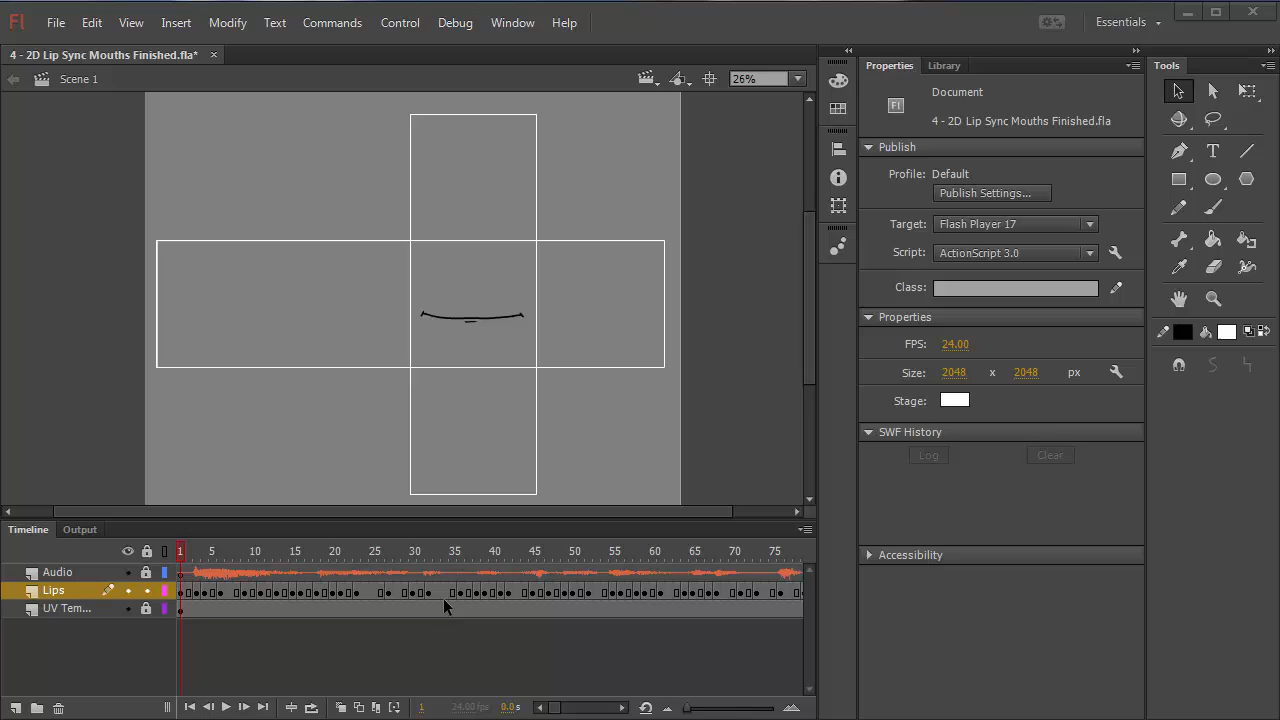 Fl File Edit View Insert Modify Text Commands Control Debug Window Help Essentials
4 - 2D Lip Sync Mouths Finished.fla* ×
Scene 1 26%
Properties Library
Document
Fl 4 - 2D Lip Sync Mouths Finished.fla
Publish
Profile: Default
Publish Settings...
Target: Flash Player 17
Script: ActionScript 3.0
Class:
Properties
FPS: 24.00
Size: 2048 x 2048 px
Stage:
SWF History
Log Clear
Accessibility
Tools
Timeline Output
1 5 10 15 20 25 30 35 40 45 50 55 60 65 70 75
Audio
Lips
UV Tem...
1 24.00 fps 0.0 s